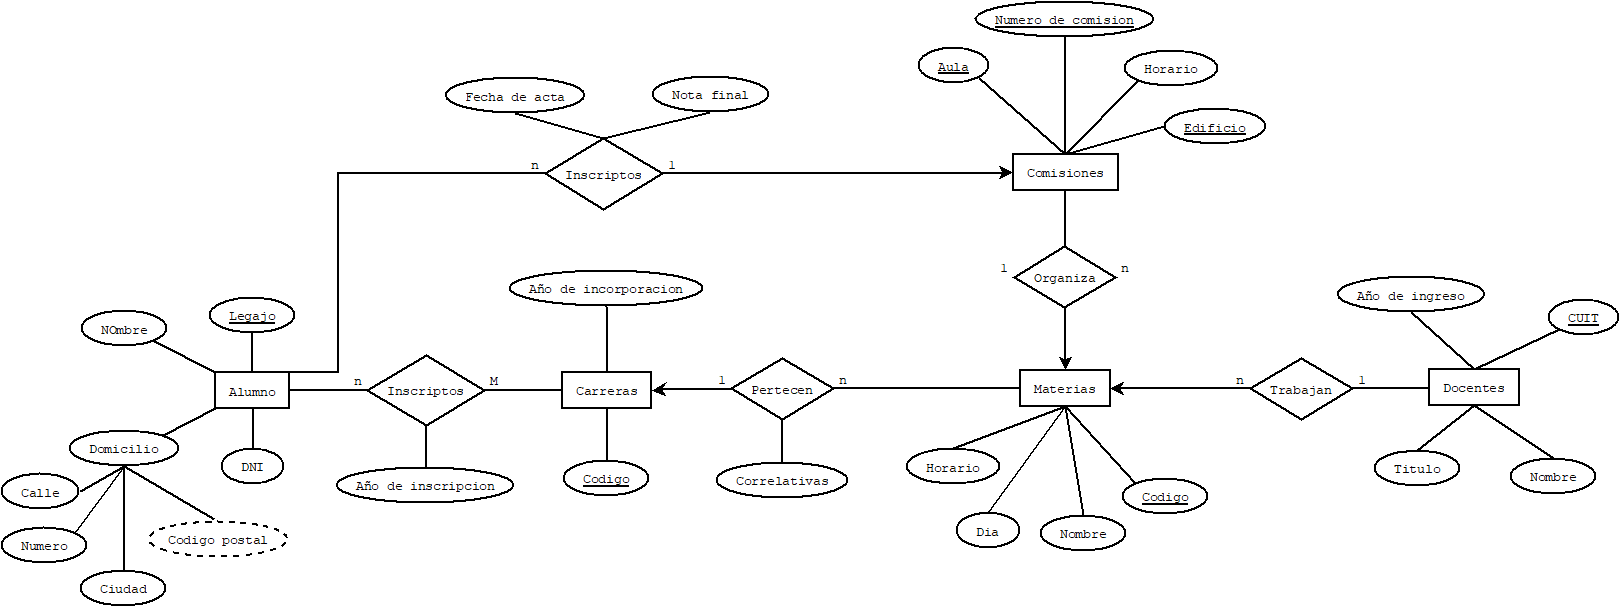 Numero de comision
Aula
Horario
Fecha de acta
Nota final
Edificio
n
Inscriptos
1
Comisiones
1
Organiza
n
Año de incorporacion
Año de ingreso
CUIT
NOmbre
Legajo
Alumno
n
Inscriptos
M
Carreras
1
Pertecen
n
Materias
n
Trabajan
1
Docentes
Domicilio
DNI
Año de inscripcion
Codigo
Correlativas
Horario
Codigo
Titulo
Nombre
Calle
Numero
Codigo postal
Dia
Nombre
Ciudad